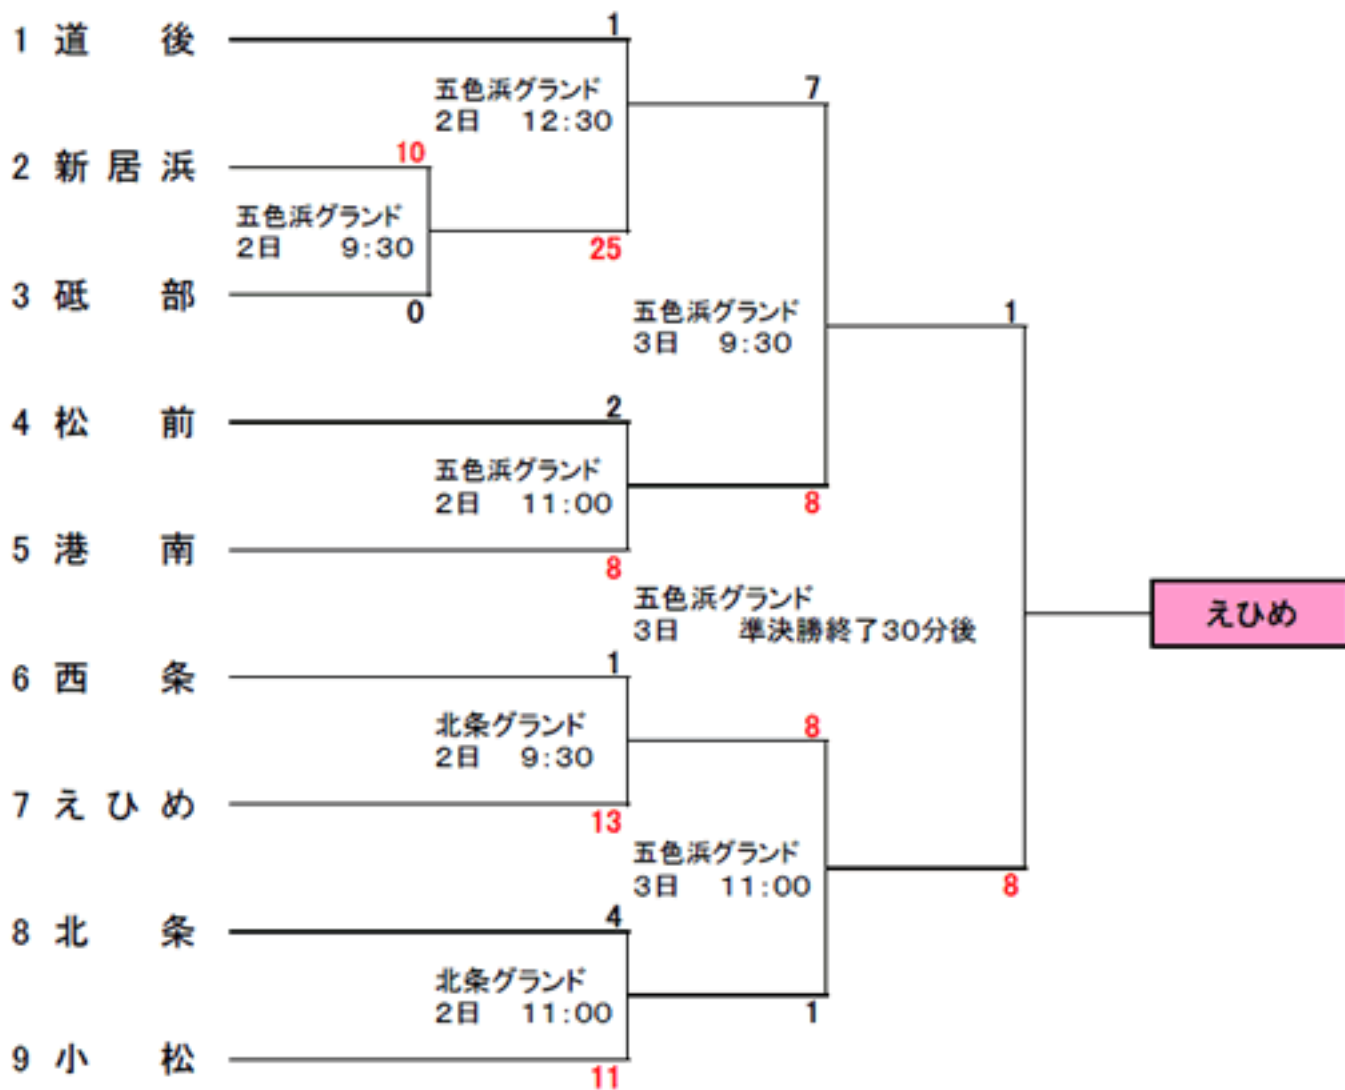 1 道 後
1
五色浜グランド
2日 12:30
7
2 新 居 浜
10
五色浜グランド
2日 9:30
25
3 砥 部
0
五色浜グランド
3日 9:30
1
4 松 前
2
五色浜グランド
2日 11:00
8
5 港 南
8
五色浜グランド
3日 準決勝終了30分後
えひめ
6 西 条
1
北条グランド
2日 9:30
8
7 え ひ め
13
五色浜グランド
3日 11:00
8
8 北 条
4
北条グランド
2日 11:00
1
9 小 松
11